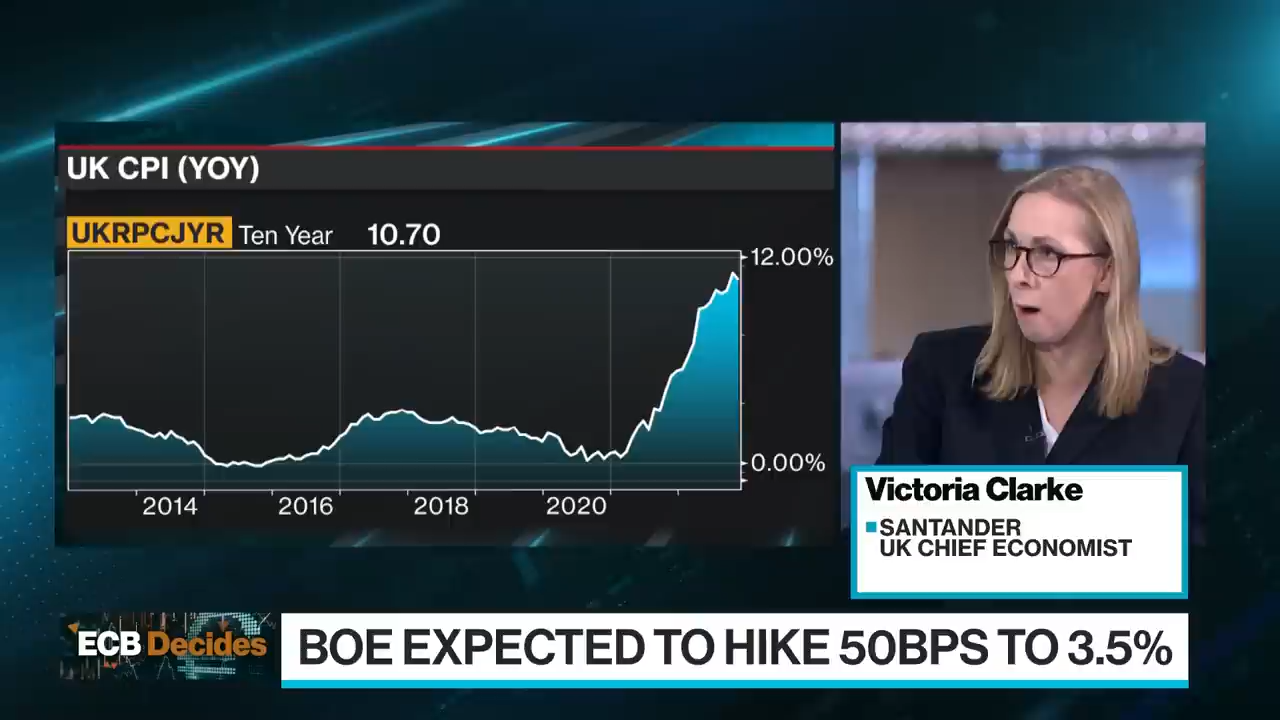 UK CPI (YOY)
UKRPCJYR Ten Year 10.70
12.00%
0.00%
2014 2016 2018 2020
Victoria Clarke
SANTANDER
UK CHIEF ECONOMIST
ECB Decides
BOE EXPECTED TO HIKE 50BPS TO 3.5%